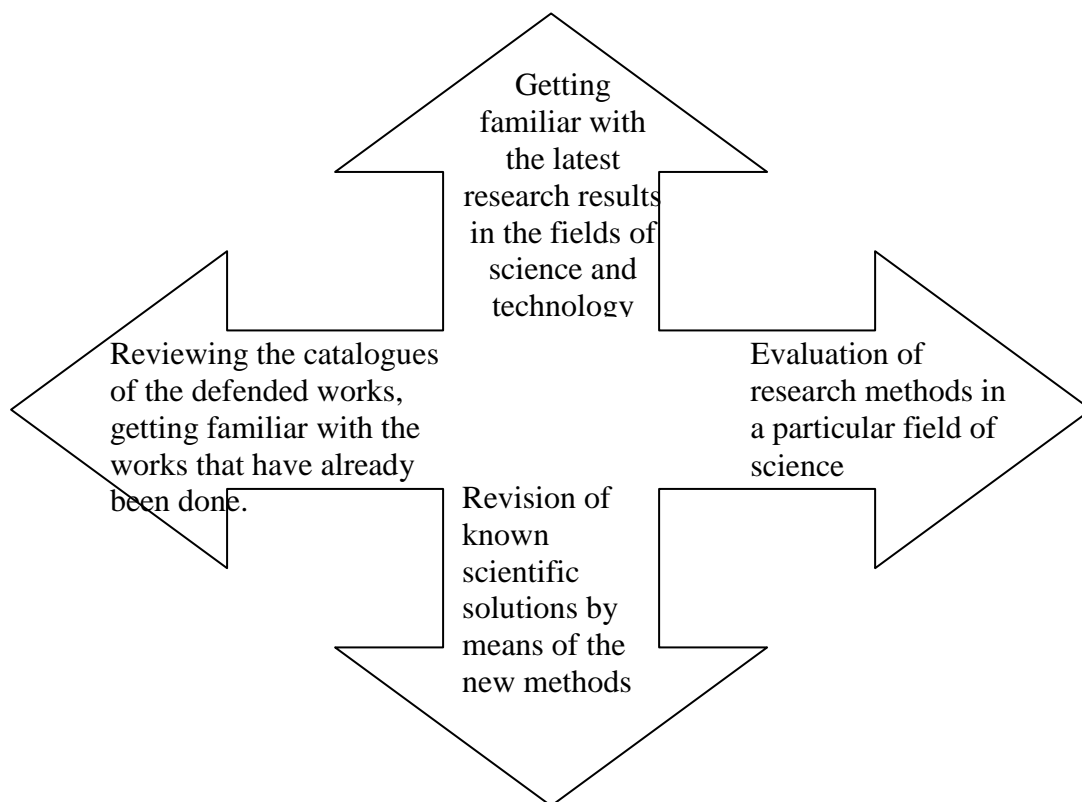 Getting
familiar with
the latest
research results
in the fields of
science and
technology
Reviewing the catalogues
of the defended works,
getting familiar with the
works that have already
been done.
Evaluation of
research methods in
a particular field of
science
Revision of
known
scientific
solutions by
means of the
new methods